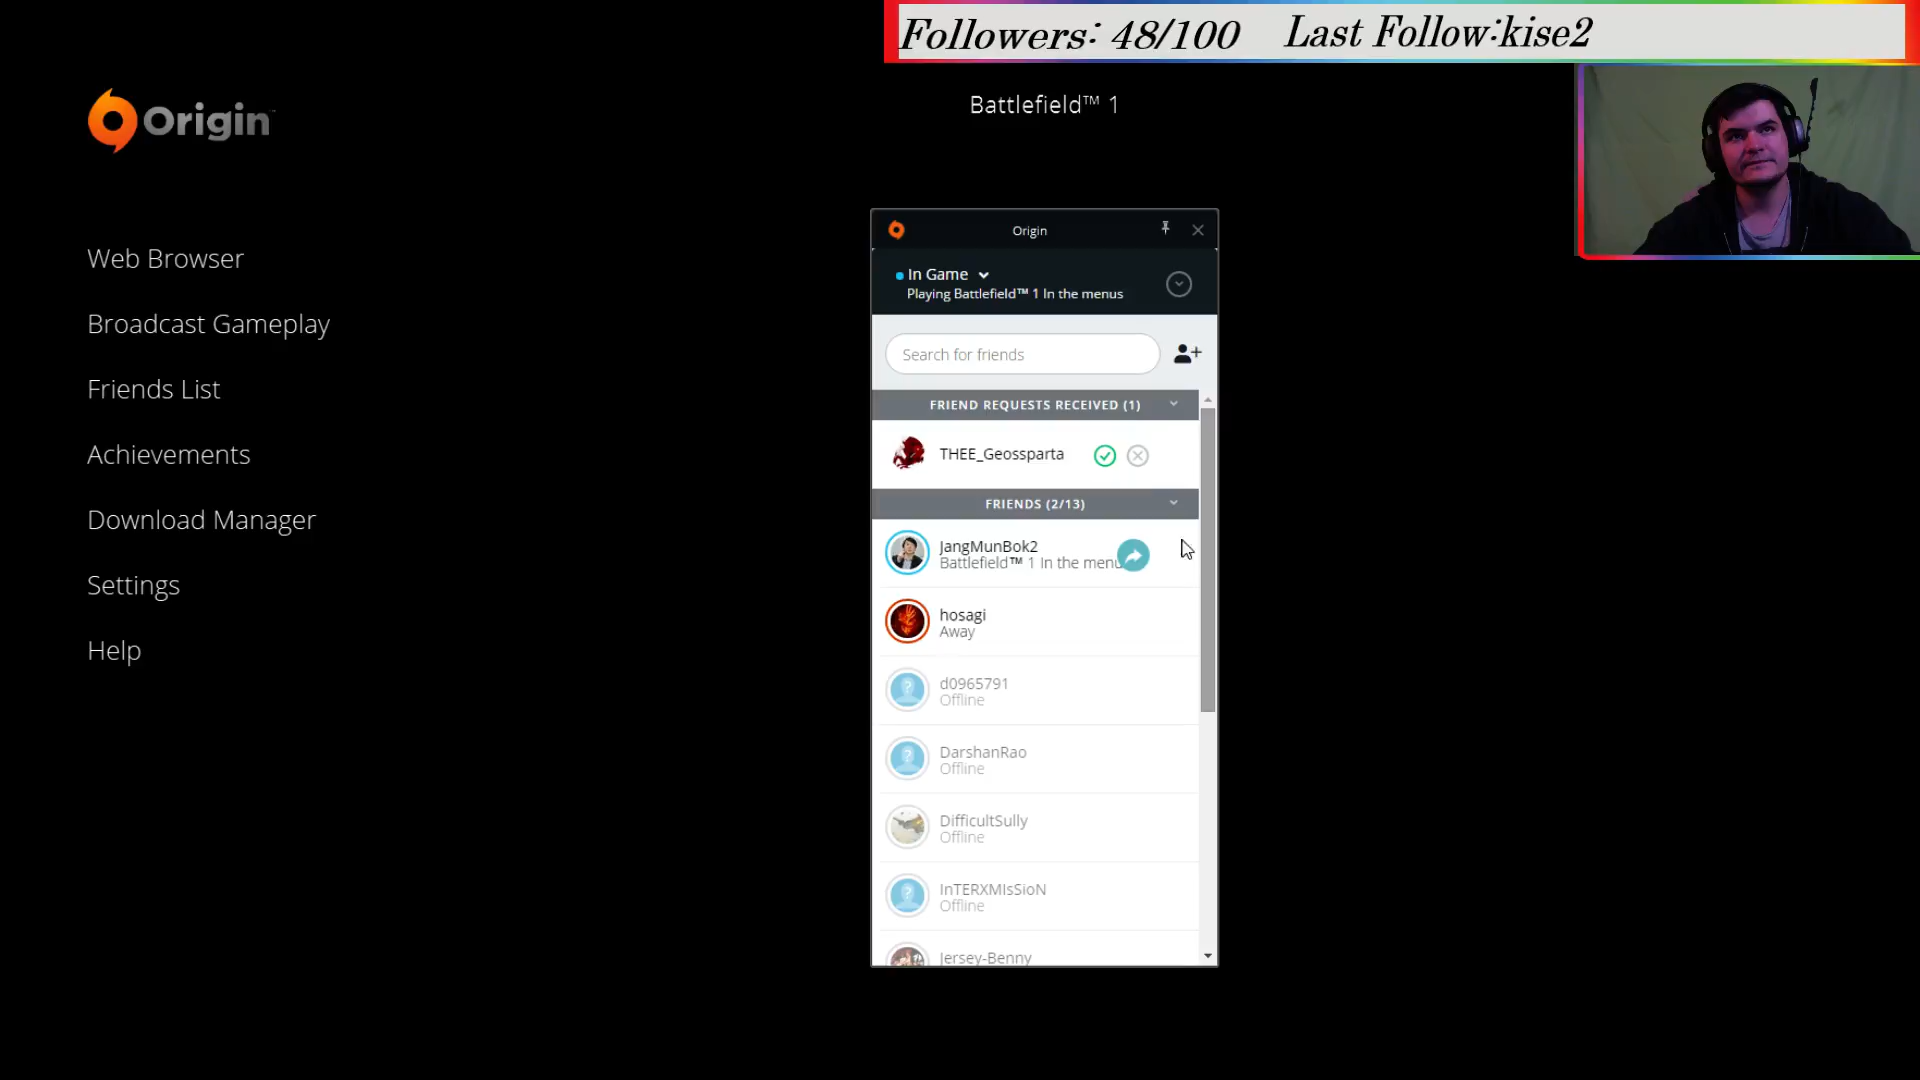 Followers: 48/100 Last Follow:kise2
Origin
Battlefield™ 1
Web Browser
Broadcast Gameplay
Friends List
Achievements
Download Manager
Settings
Help
Origin
In Game
Playing Battlefield™ 1 In the menus
Search for friends
FRIEND REQUESTS RECEIVED (1)
THEE_Geossparta
FRIENDS (2/13)
JangMunBok2
Battlefield™ 1 In the menu
hosagi
Away
d0965791
Offline
DarshanRao
Offline
DifficultSully
Offline
InTERXMIsSioN
Offline
Jersey-Benny